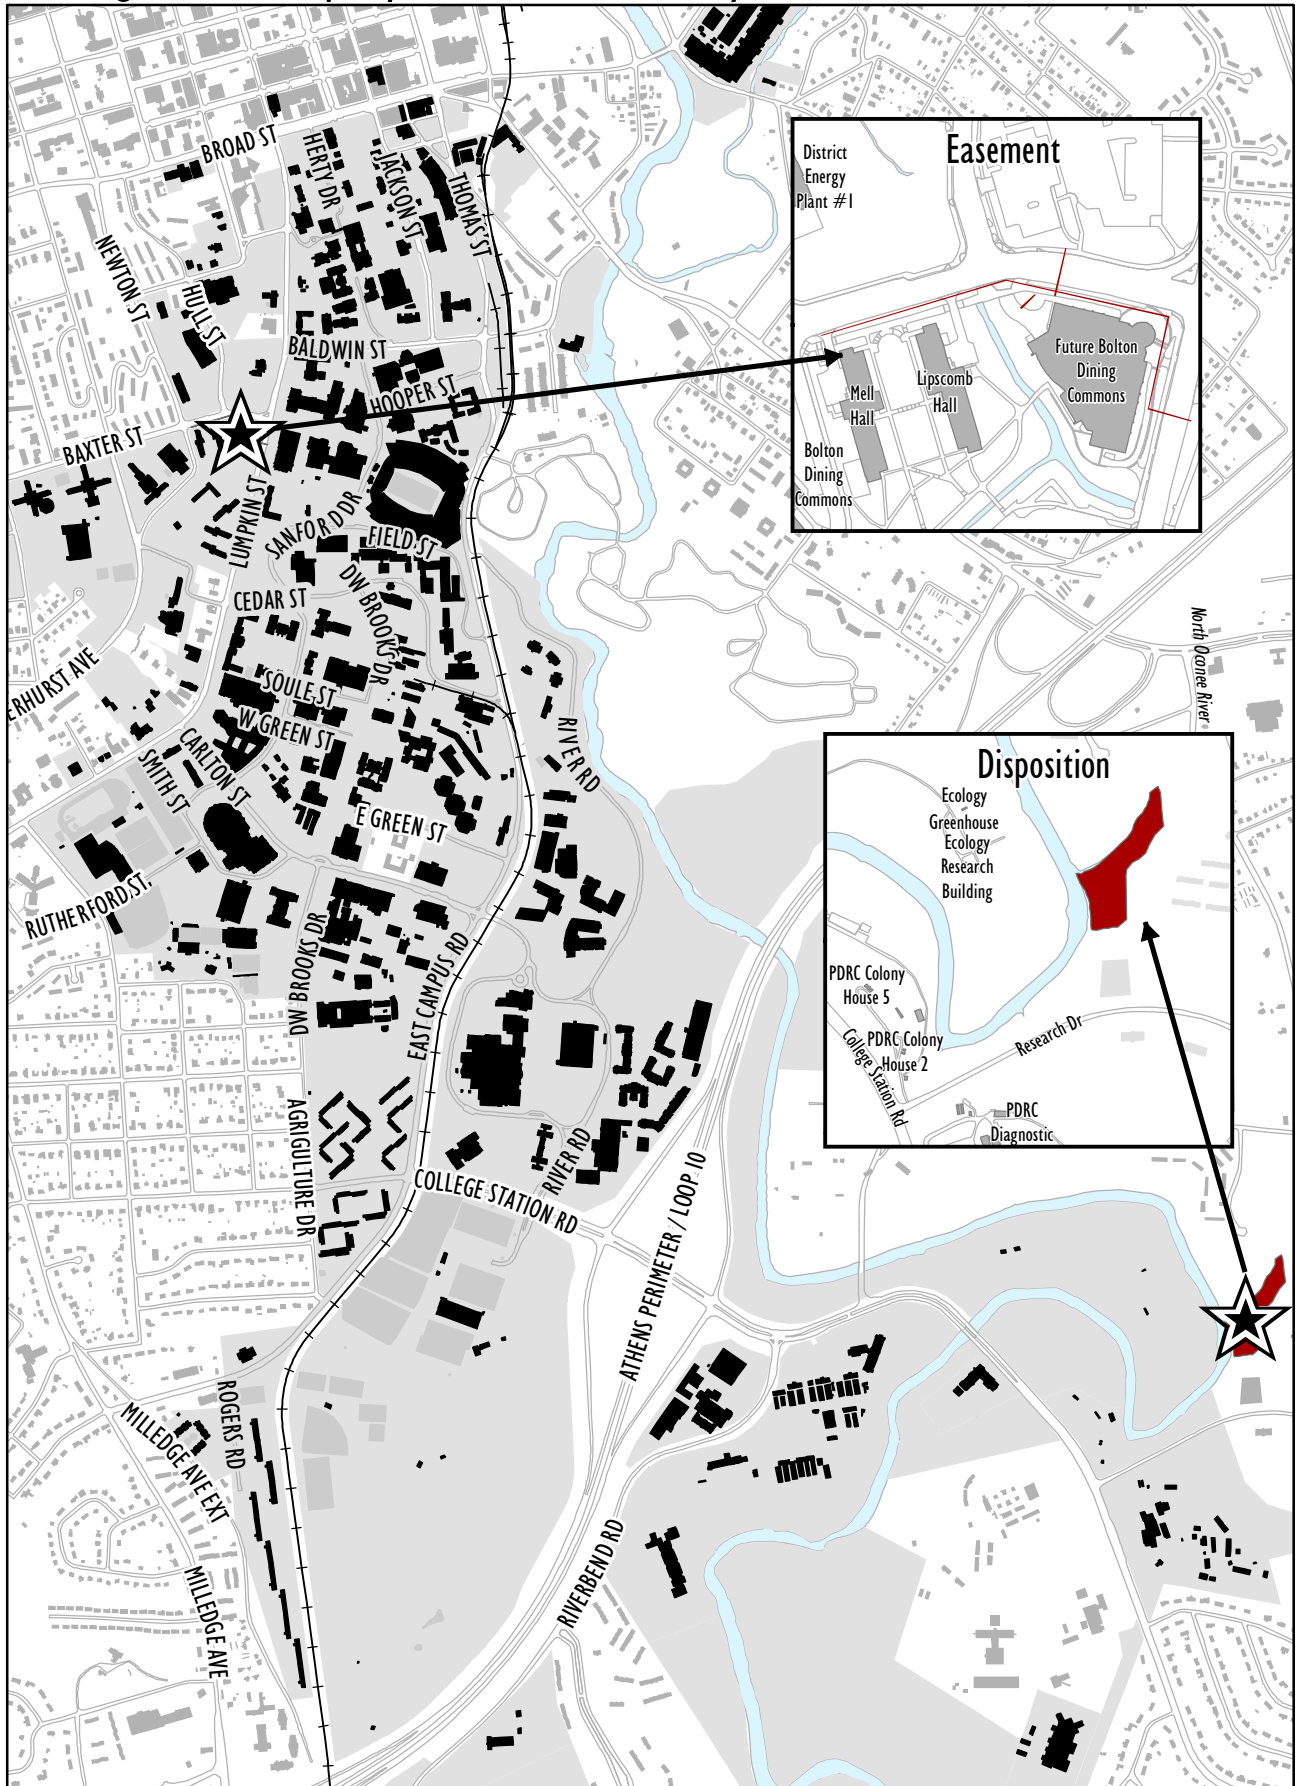 BROAD ST
HERTY DR
JACKSON ST
THOMAS ST
NEWTON ST
HULL ST
BALDWIN ST
HOOPER ST
BAXTER ST
LUMPKIN ST
SANFORD DR
FIELD ST
CEDAR ST
DW BROOKS DR
ERHURST AVE
SOULE ST
W GREEN ST
CARLTON ST
SMITH ST
E GREEN ST
RIVER RD
RUTHERFORD ST.
DW BROOKS DR
EAST CAMPUS RD
AGRIGULTURE DR
RIVER RD
COLLEGE STATION RD
ATHENS PERIMETER / LOOP 10
ROGERS RD
MILLEDGE AVE EXT
MILLEDGE AVE
RIVERBEND RD
North Oconee River
Easement
District
Energy
Plant #1
Mell
Hall
Lipscomb
Hall
Future Bolton
Dining
Commons
Bolton
Dining
Commons
Disposition
Ecology
Greenhouse
Ecology
Research
Building
PDRC Colony
House 5
PDRC Colony
House 2
College Station Rd
Research Dr
PDRC
Diagnostic